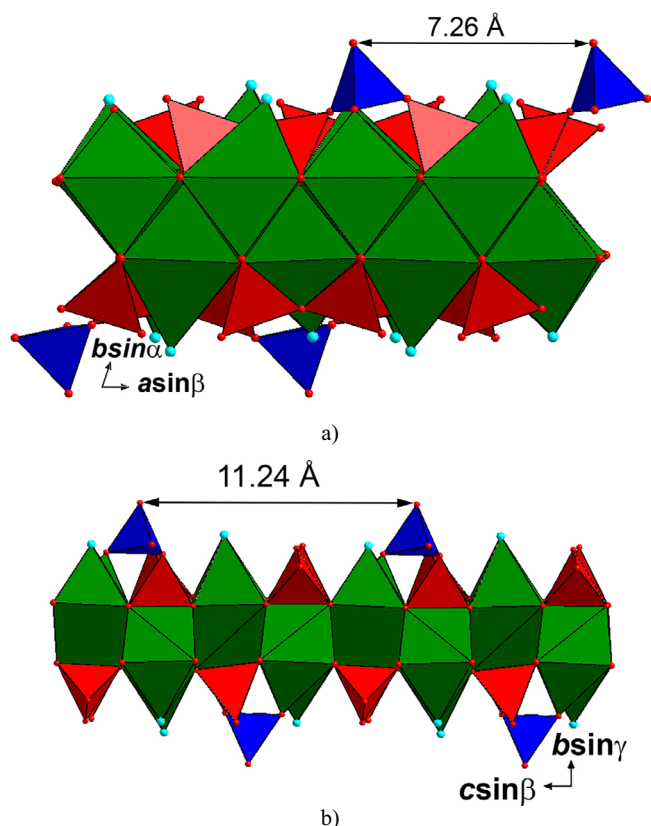 7.26 Å
bsinα
asinβ
a)
11.24 Å
bsinγ
csinβ
b)